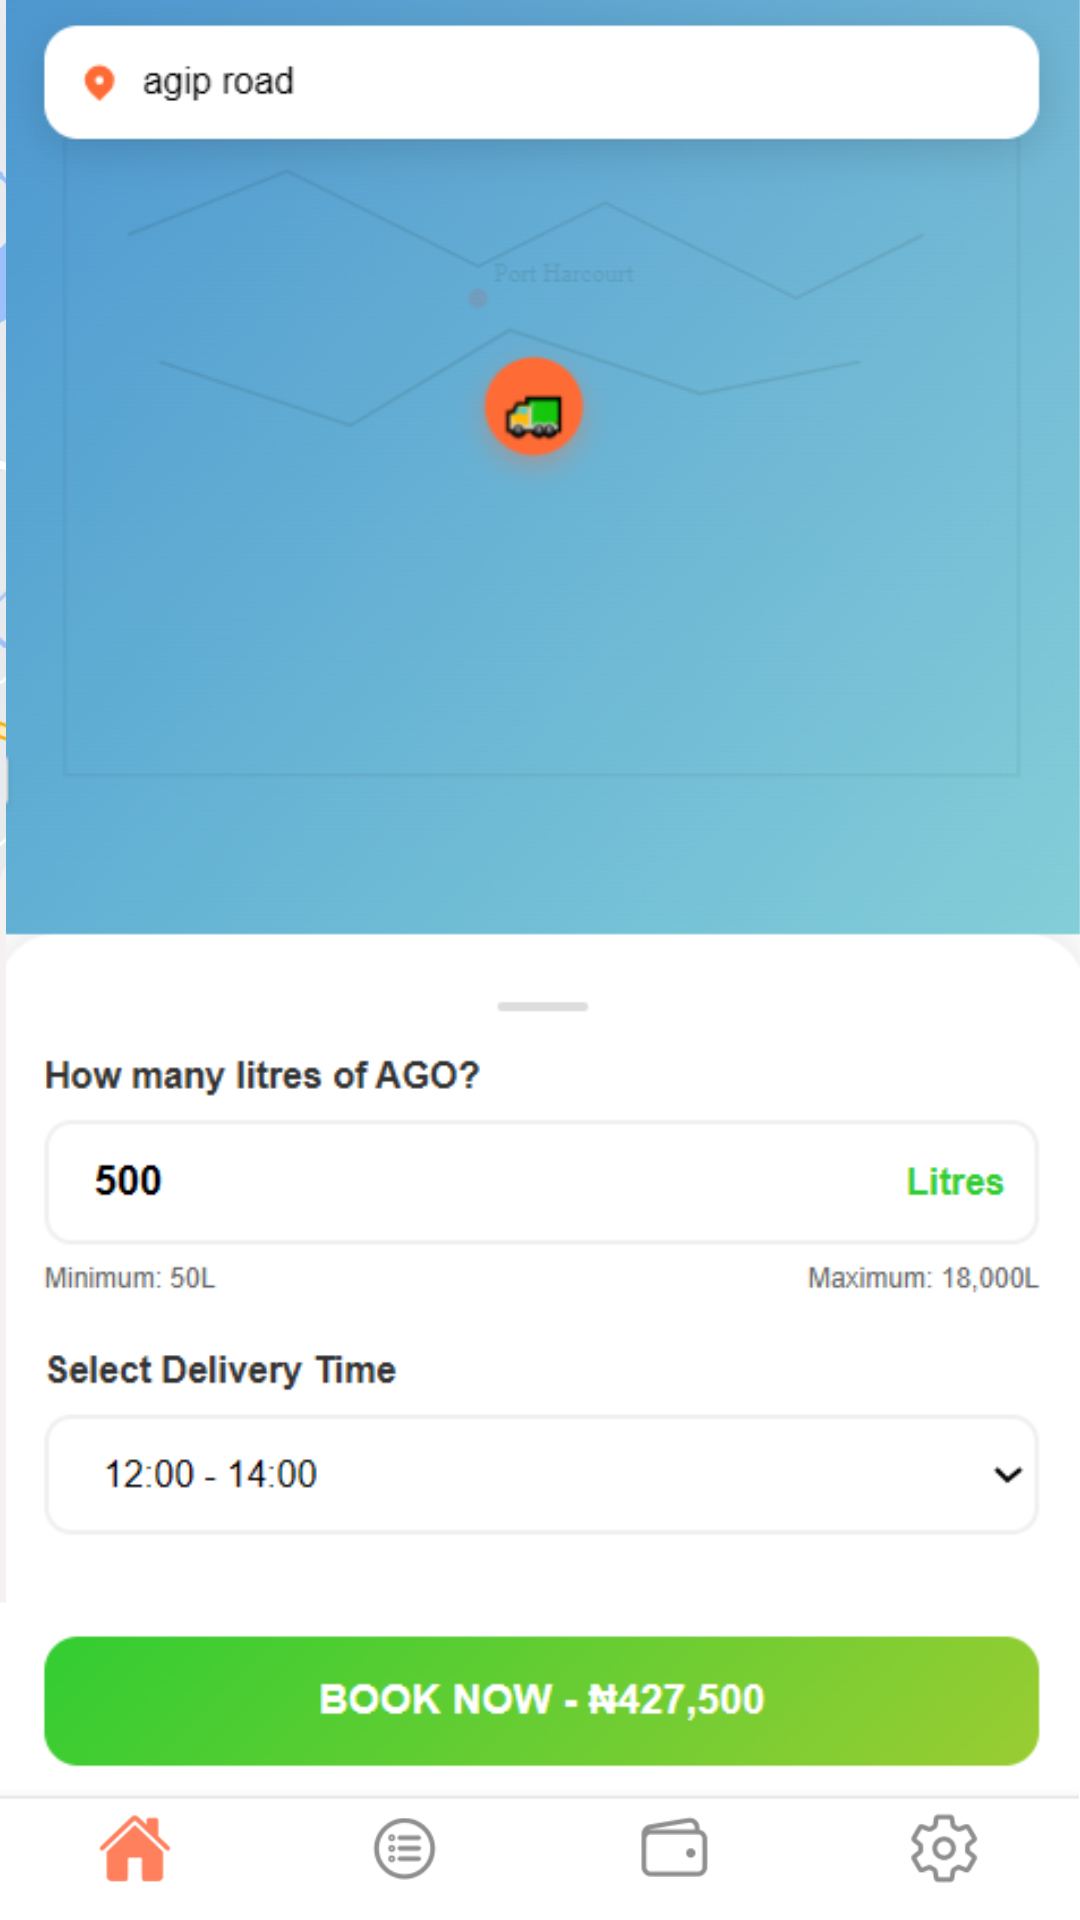 agip road
Port Harcourt
How many litres of AGO?
500 Litres
Minimum: 50L Maximum: 18,000L
Select Delivery Time
12:00 - 14:00
BOOK NOW - ₦427,500